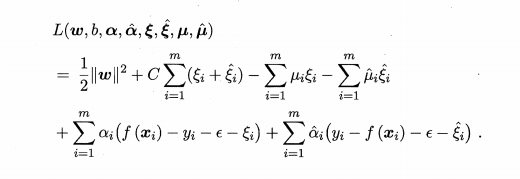 L(w, b, α, α̂, ξ, ξ̂, μ, μ̂)
= \frac{1}{2}||w||² + C∑_{i=1}^{m}(ξ_i + ξ̂_i) − ∑_{i=1}^{m} μ_i ξ_i − ∑_{i=1}^{m} μ̂_i ξ̂_i
+ ∑_{i=1}^{m} α_i (f (x_i) − y_i − ϵ − ξ_i) + ∑_{i=1}^{m} α̂_i (y_i − f (x_i) − ϵ − ξ̂_i) .